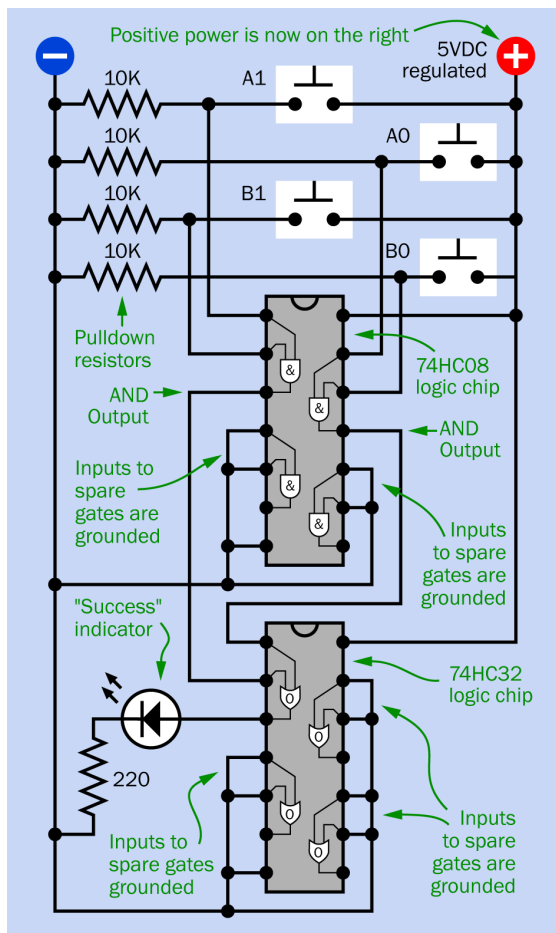 Positive power is now on the right
5VDC
regulated
10K
A1
10K
A0
10K
B1
10K
B0
Pulldown
resistors
74HC08
logic chip
AND
Output
AND
Output
&
&
&
&
Inputs to
spare
gates are
grounded
Inputs
to spare
gates are
grounded
"Success"
indicator
74HC32
logic chip
O
O
O
O
220
Inputs to
spare gates
grounded
Inputs
to spare
gates are
grounded